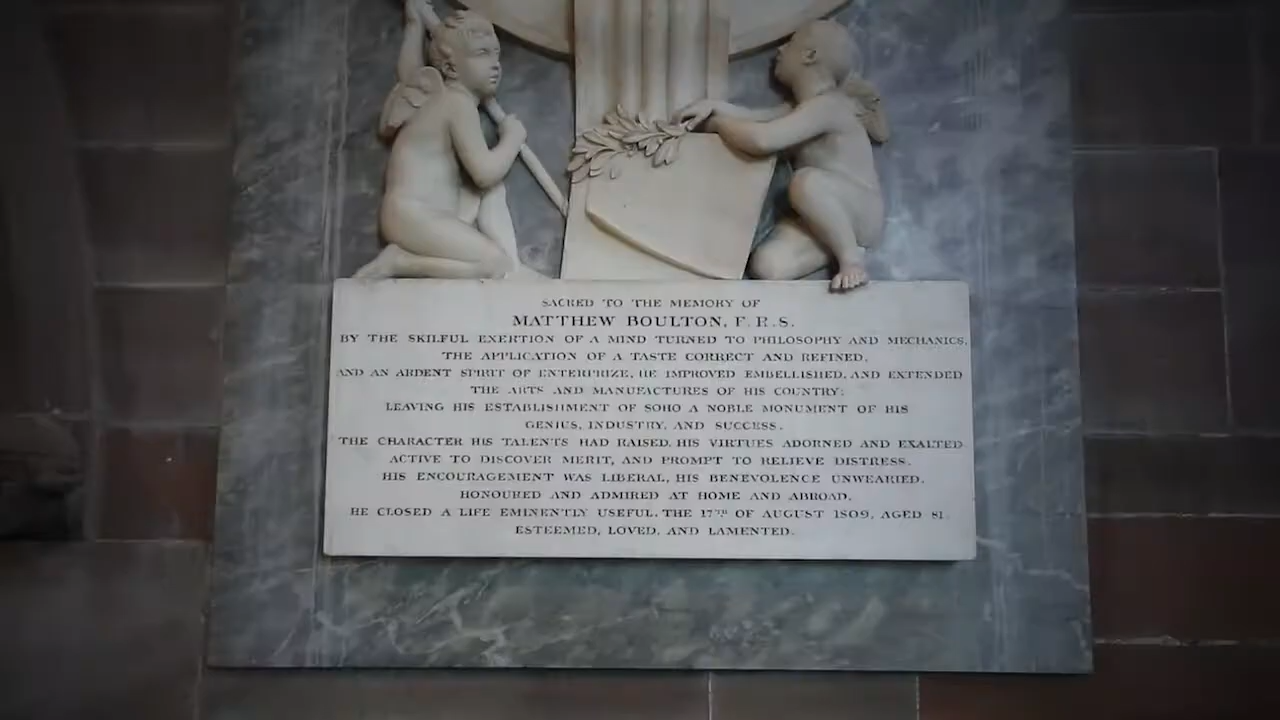 SACRED TO THE MEMORY OF
MATTHEW BOULTON, F.R.S.
BY THE SKILFUL EXERTION OF A MIND TURNED TO PHILOSOPHY AND MECHANICS,
THE APPLICATION OF A TASTE CORRECT AND REFINED,
AND AN ARDENT SPIRIT OF ENTERPRIZE, HE IMPROVED, EMBELLISHED, AND EXTENDED
THE ARTS AND MANUFACTURES OF HIS COUNTRY;
LEAVING HIS ESTABLISHMENT OF SOHO A NOBLE MONUMENT OF HIS
GENIUS, INDUSTRY, AND SUCCESS.
THE CHARACTER HIS TALENTS HAD RAISED, HIS VIRTUES ADORNED AND EXALTED
ACTIVE TO DISCOVER MERIT, AND PROMPT TO RELIEVE DISTRESS.
HIS ENCOURAGEMENT WAS LIBERAL, HIS BENEVOLENCE UNWEARIED.
HONOURED AND ADMIRED AT HOME AND ABROAD,
HE CLOSED A LIFE EMINENTLY USEFUL, THE 17TH OF AUGUST 1809, AGED 81.
ESTEEMED, LOVED, AND LAMENTED.